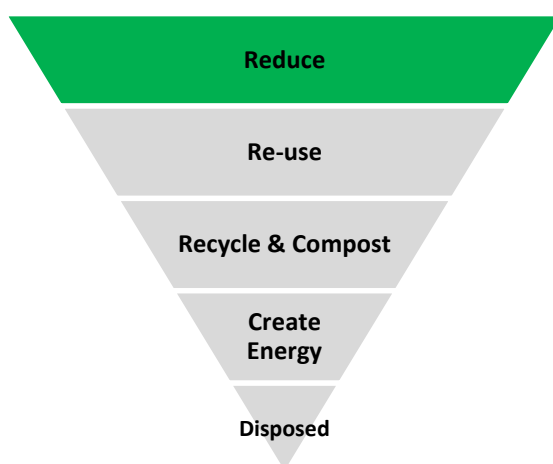 Reduce
Re-use
Recycle & Compost
Create
Energy
Disposed